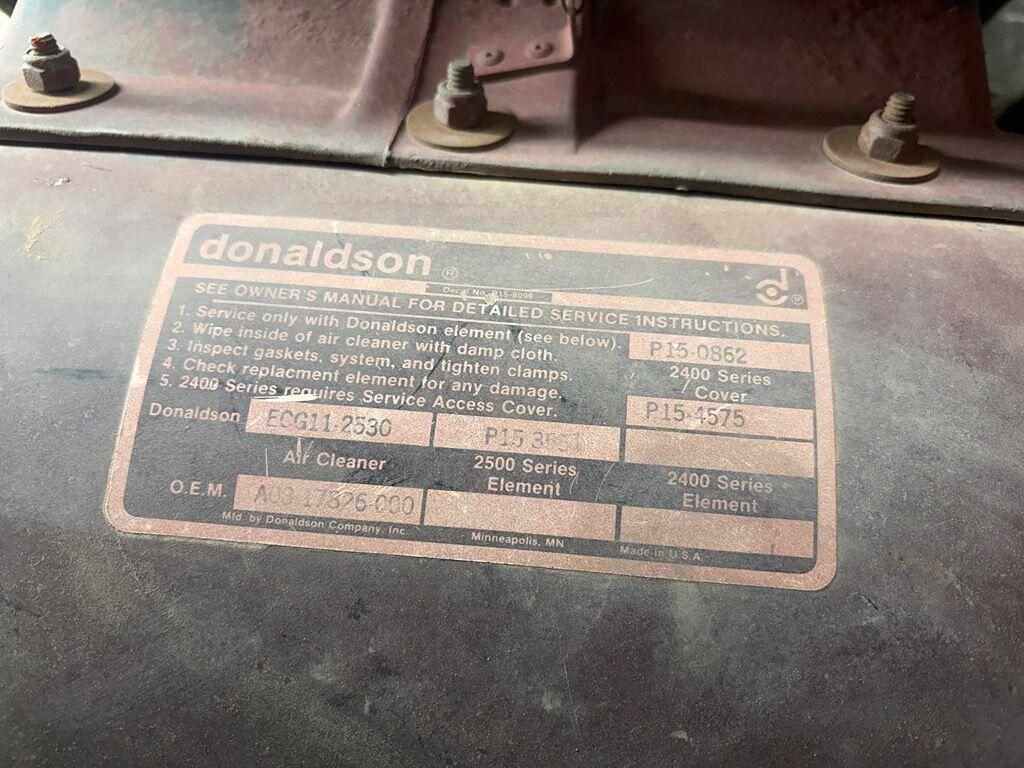 donaldson ®
Decal No. P15-8098
SEE OWNER'S MANUAL FOR DETAILED SERVICE INSTRUCTIONS.
1. Service only with Donaldson element (see below).
2. Wipe inside of air cleaner with damp cloth.
3. Inspect gaskets, system, and tighten clamps.
4. Check replacment element for any damage.
5. 2400 Series requires Service Access Cover.
P15-0862
2400 Series
Cover
P15-4575
Donaldson ECG11-2530
Air Cleaner
2500 Series
Element
2400 Series
Element
O.E.M.
Mfd. by Donaldson Company, Inc. Minneapolis, MN Made in U.S.A.